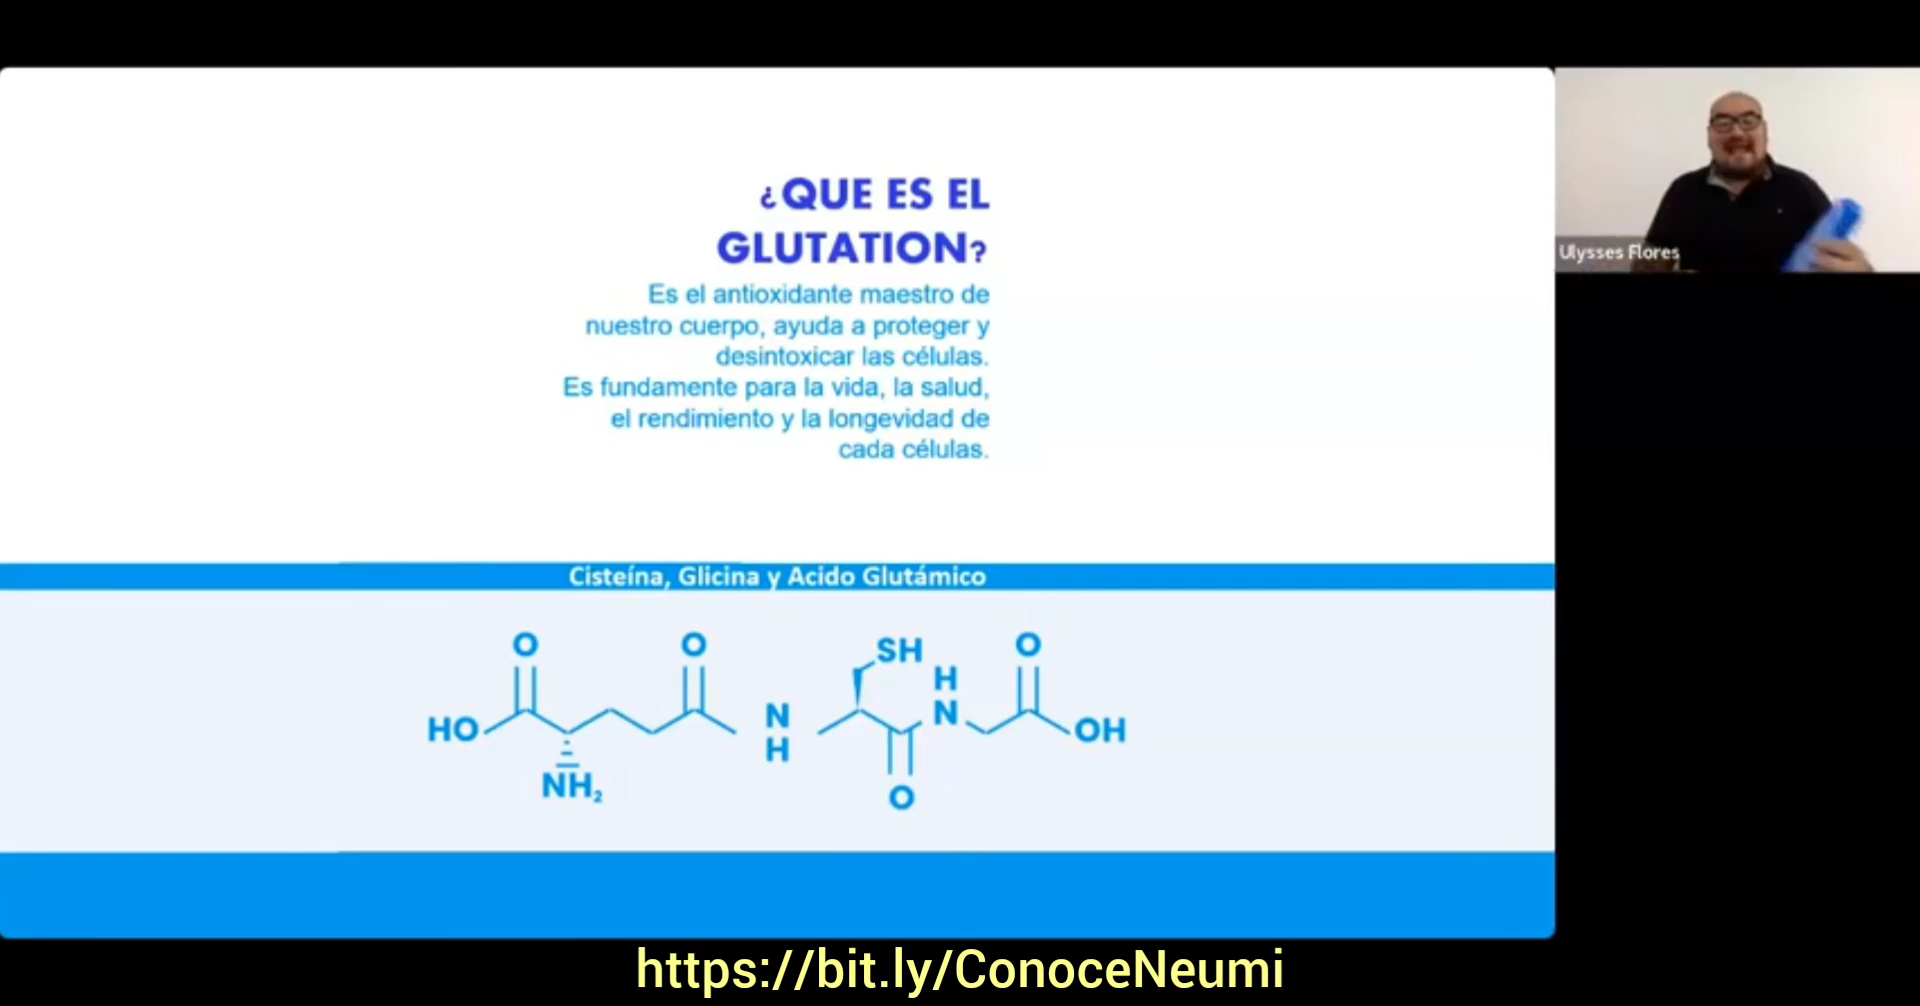 ¿QUE ES EL
GLUTATION?
Es el antioxidante maestro de
nuestro cuerpo, ayuda a proteger y
desintoxicar las células.
Es fundamente para la vida, la salud,
el rendimiento y la longevidad de
cada células.
Ulysses Flores
Cisteína, Glicina y Acido Glutámico
O
O
SH
O
H
HO
N
N
OH
H
NH₂
O
https://bit.ly/ConoceNeumi